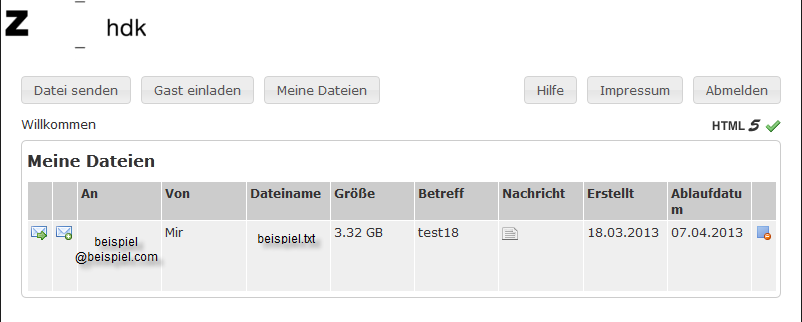 Z hdk
Datei senden Gast einladen Meine Dateien Hilfe Impressum Abmelden
Willkommen HTML 5
Meine Dateien
An Von Dateiname Größe Betreff Nachricht Erstellt Ablaufdatu
m
beispiel Mir beispiel.txt 3.32 GB test18 18.03.2013 07.04.2013
@beispiel.com